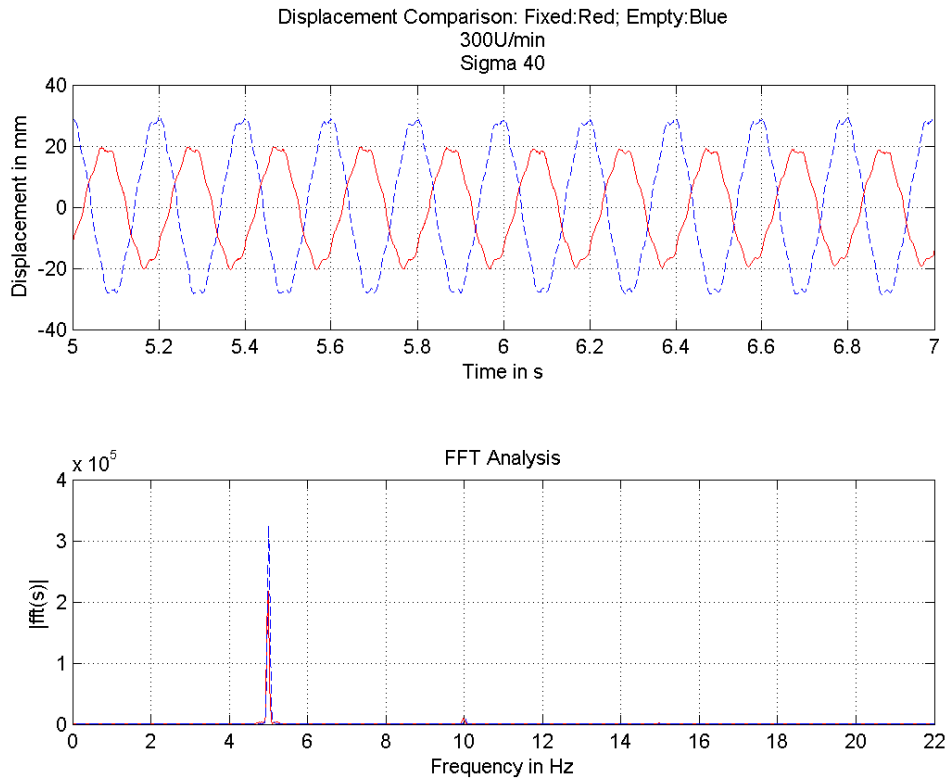 Displacement Comparison: Fixed:Red; Empty:Blue
300U/min
Sigma 40
40
20
0
-20
-40
Displacement in mm
5 5.2 5.4 5.6 5.8 6 6.2 6.4 6.6 6.8 7
Time in s
x 10^5
FFT Analysis
4
3
2
1
0
|fft(s)|
0 2 4 6 8 10 12 14 16 18 20 22
Frequency in Hz